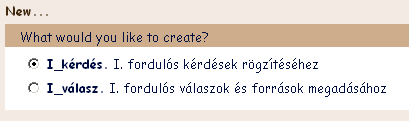 New...
What would you like to create?
I_kérdés. I. fordulós kérdések rögzítéséhez
I_válasz. I. fordulós válaszok és források megadásához